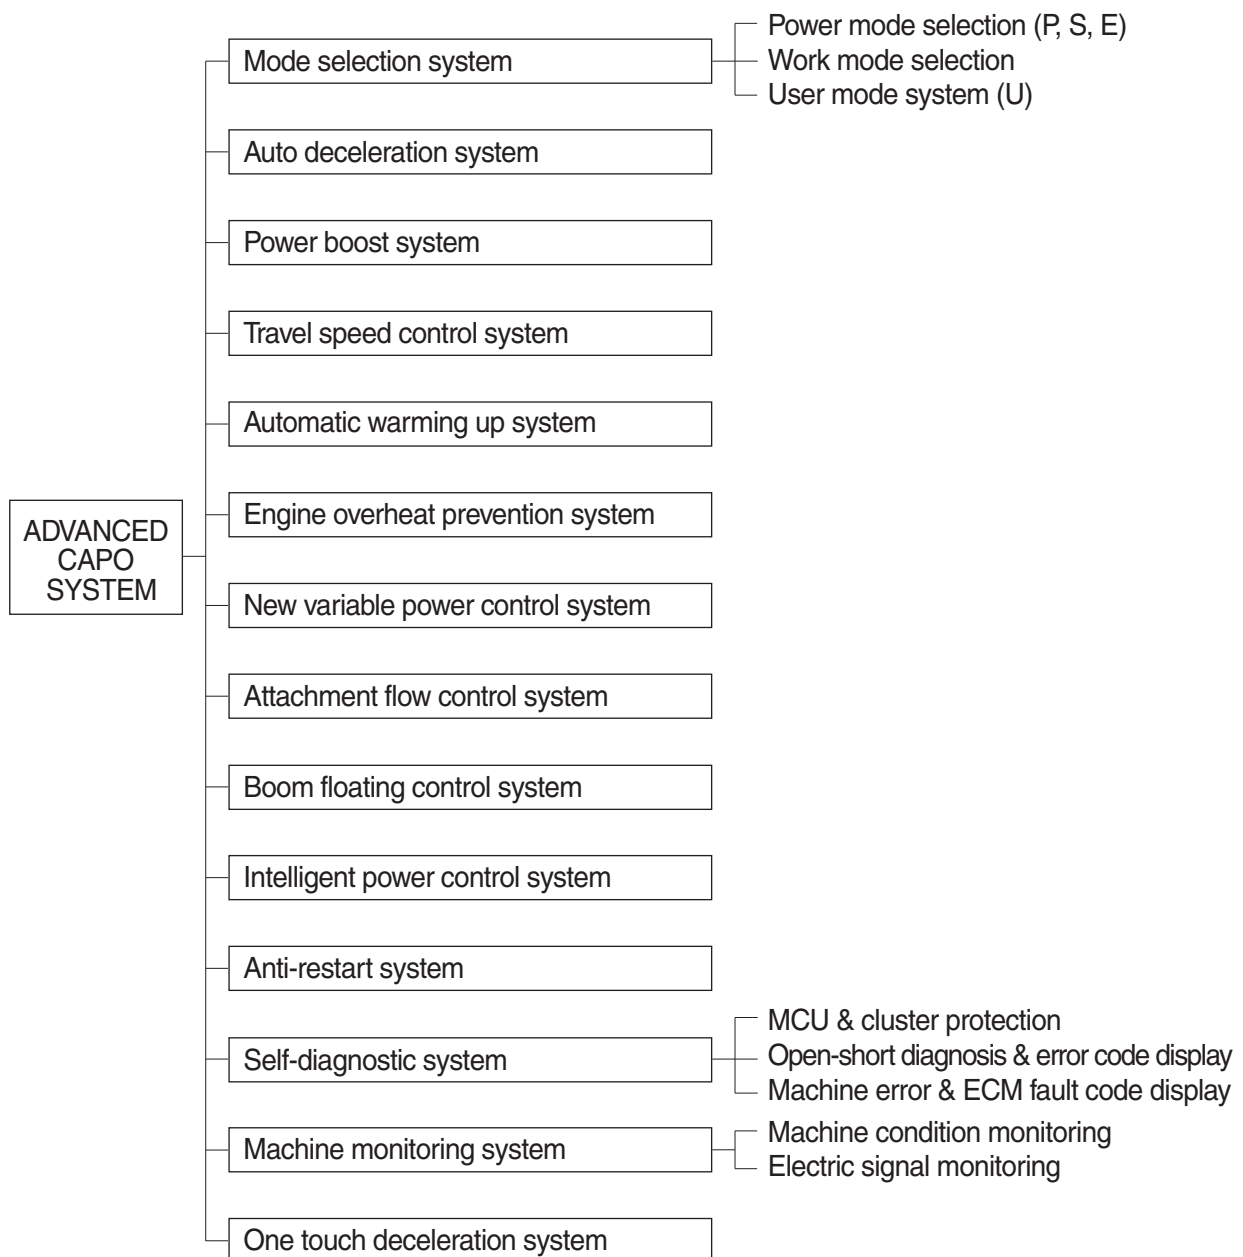 Power mode selection (P, S, E)
Mode selection system
Work mode selection
User mode system (U)
Auto deceleration system
Power boost system
Travel speed control system
Automatic warming up system
Engine overheat prevention system
ADVANCED
CAPO
SYSTEM
New variable power control system
Attachment flow control system
Boom floating control system
Intelligent power control system
Anti-restart system
MCU & cluster protection
Self-diagnostic system
Open-short diagnosis & error code display
Machine error & ECM fault code display
Machine monitoring system
Machine condition monitoring
Electric signal monitoring
One touch deceleration system